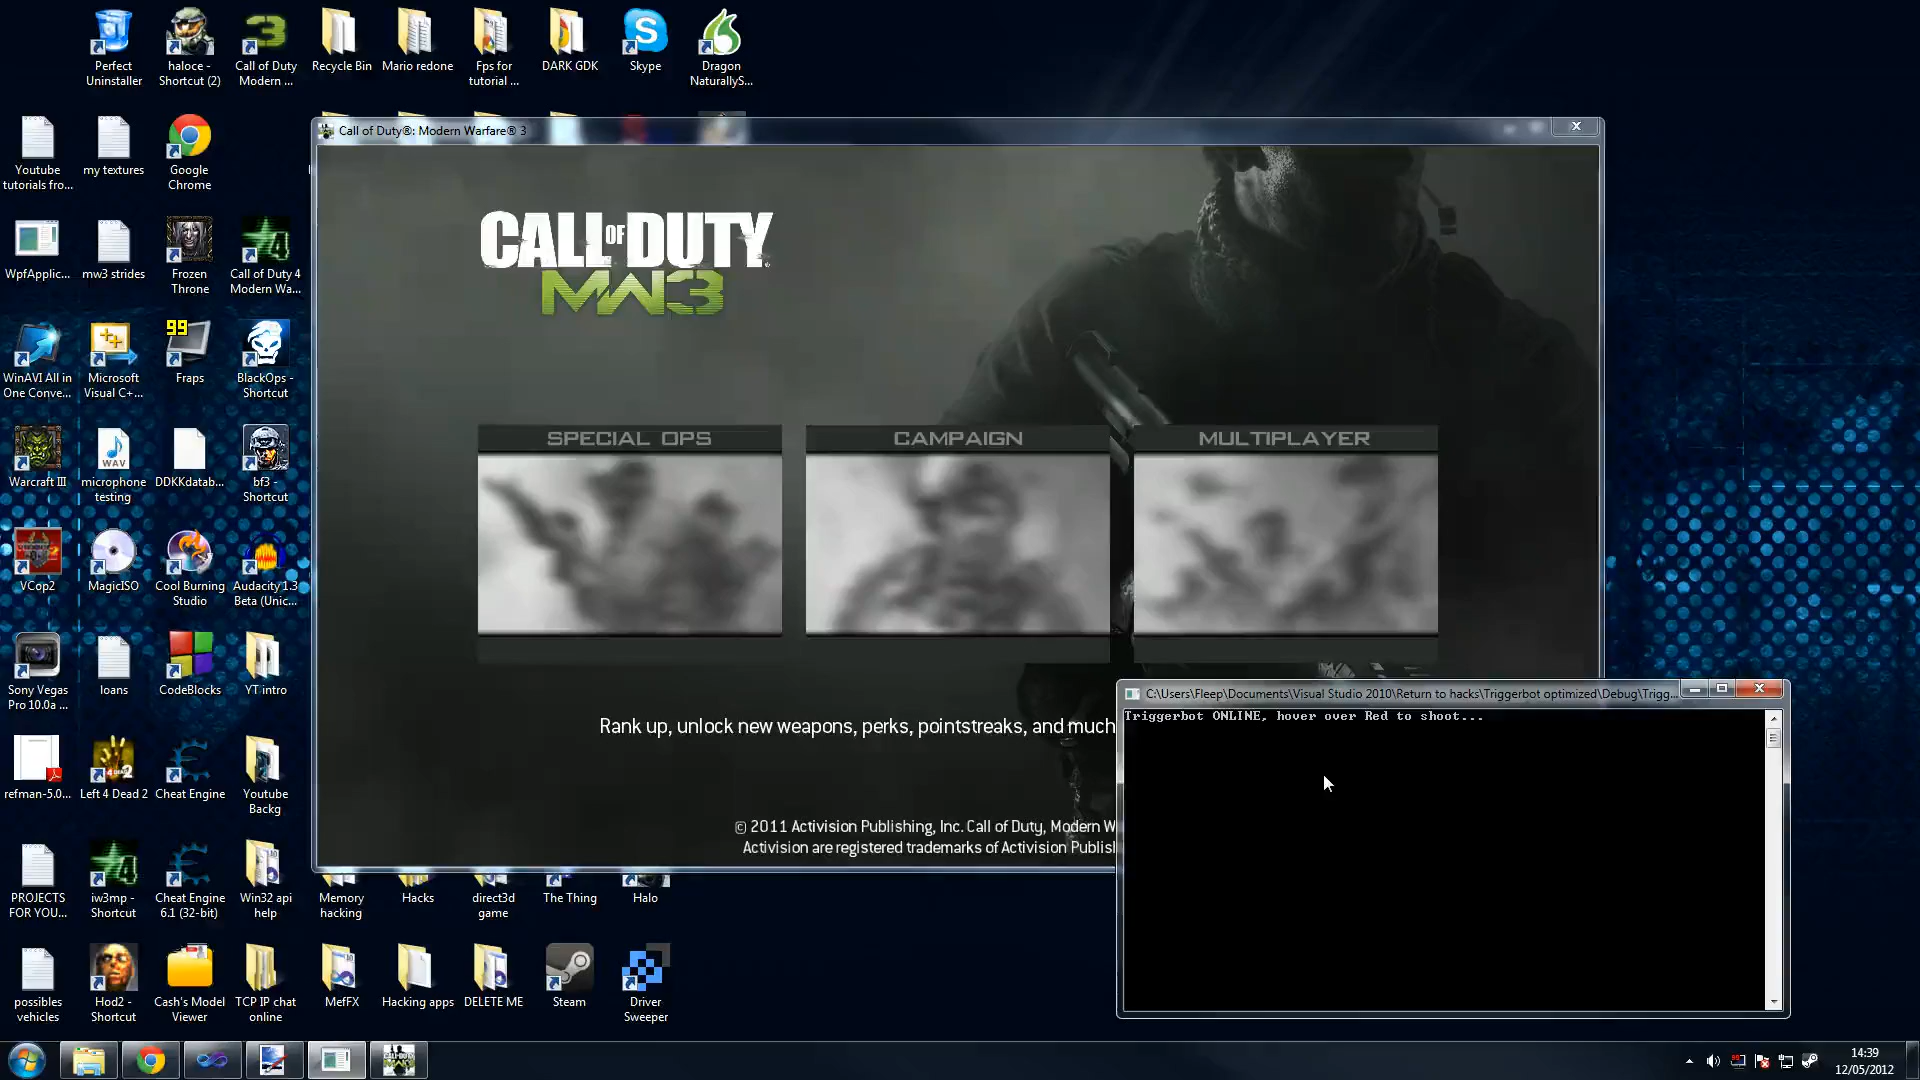 Perfect
Uninstaller
haloce -
Shortcut (2)
Call of Duty
Modern ...
Recycle Bin
Mario redone
Fps for
tutorial ...
DARK GDK
Skype
Dragon
NaturallyS...
Youtube
tutorials fro...
my textures
Google
Chrome
WpfApplic...
mw3 strides
Frozen
Throne
Call of Duty 4
Modern Wa...
WinAVI All in
One Conve...
Microsoft
Visual C+...
99
Fraps
BlackOps -
Shortcut
Warcraft III
WAV
microphone
testing
DDKKdatab...
bf3 -
Shortcut
VCop2
MagicISO
Cool Burning
Studio
Audacity 1.3
Beta (Unic...
Sony Vegas
Pro 10.0a ...
loans
CodeBlocks
YT intro
refman-5.0...
Left 4 Dead 2
Cheat Engine
Youtube
Backg
PROJECTS
FOR YOU...
iw3mp -
Shortcut
Cheat Engine
6.1 (32-bit)
Win32 api
help
Memory
hacking
Hacks
direct3d
game
The Thing
Halo
possibles
vehicles
Hod2 -
Shortcut
Cash's Model
Viewer
TCP IP chat
online
MefFX
Hacking apps
DELETE ME
Steam
Driver
Sweeper
Call of Duty®: Modern Warfare® 3
CALL OF DUTY
MW3
SPECIAL OPS
CAMPAIGN
MULTIPLAYER
Rank up, unlock new weapons, perks, pointstreaks, and much
© 2011 Activision Publishing, Inc. Call of Duty, Modern W
Activision are registered trademarks of Activision Publis
C:\Users\Fleep\Documents\Visual Studio 2010\Return to hacks\Triggerbot optimized\Debug\Trigg...
Triggerbot ONLINE, hover over Red to shoot...
14:39
12/05/2012